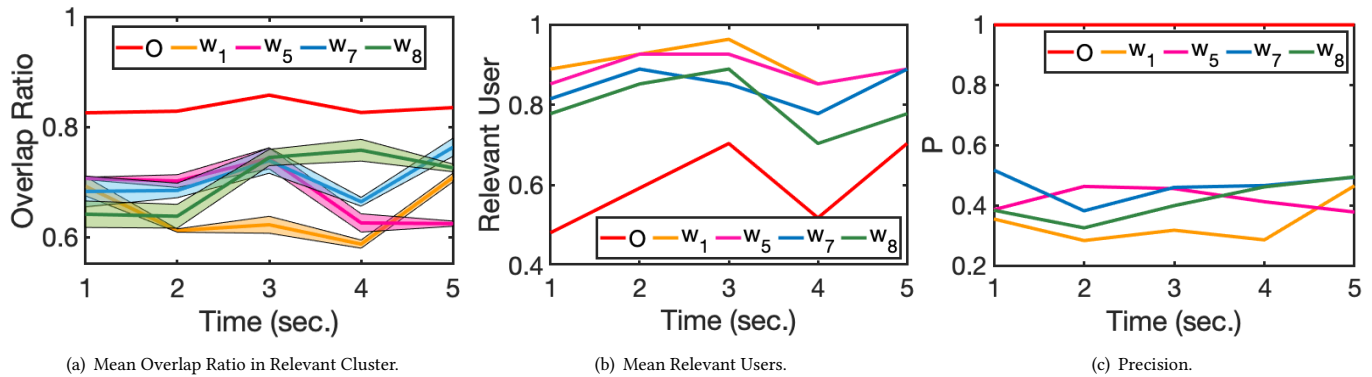 1
0.8
0.6
Overlap Ratio
O w1 w5 w7 w8
1 2 3 4 5
Time (sec.)
(a) Mean Overlap Ratio in Relevant Cluster.
1
0.8
0.6
0.4
Relevant User
O w1 w5 w7 w8
1 2 3 4 5
Time (sec.)
(b) Mean Relevant Users.
1
0.8
0.6
0.4
0.2
P
O w1 w5 w7 w8
1 2 3 4 5
Time (sec.)
(c) Precision.